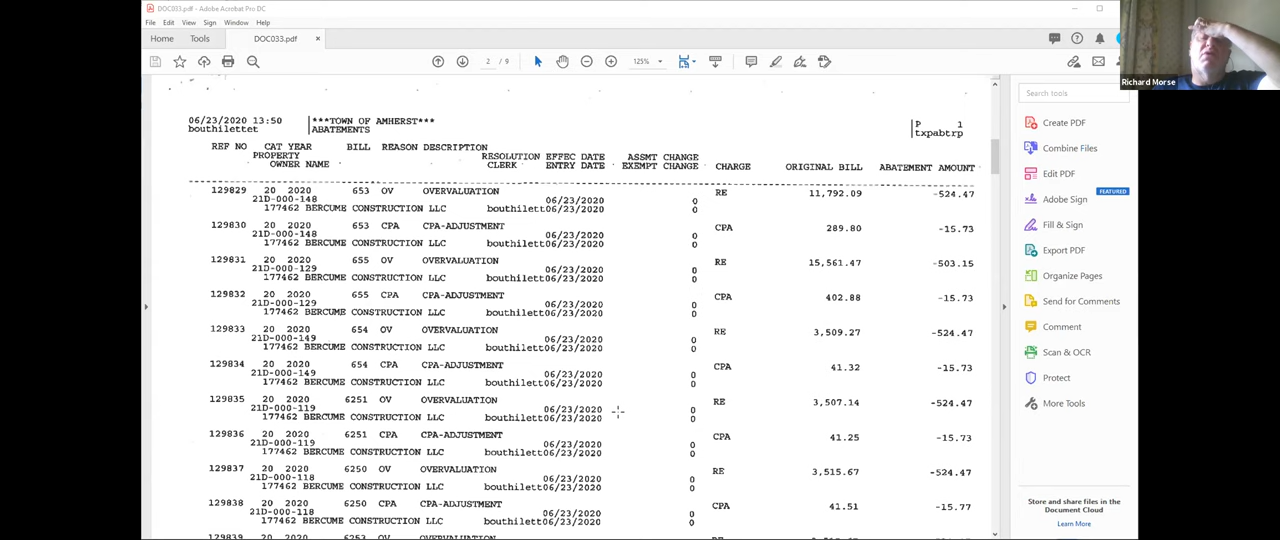 DOC033.pdf - Adobe Acrobat Pro DC
File Edit View Sign Window Help
Home Tools DOC033.pdf ×
2 / 9 125%
Richard Morse
06/23/2020 13:50 ***TOWN OF AMHERST*** P 1
bouthilettet ABATEMENTS txpabtrp
REF NO CAT YEAR BILL REASON DESCRIPTION
PROPERTY RESOLUTION EFFEC DATE ASSMT CHANGE
OWNER NAME CLERK ENTRY DATE EXEMPT CHANGE CHARGE ORIGINAL BILL ABATEMENT AMOUNT
129829 20 2020 653 OV OVERVALUATION RE 11,792.09 -524.47
21D-000-148 06/23/2020 0
177462 BERCUME CONSTRUCTION LLC bouthilett06/23/2020 0
129830 20 2020 653 CPA CPA-ADJUSTMENT CPA 289.80 -15.73
21D-000-148 06/23/2020 0
177462 BERCUME CONSTRUCTION LLC bouthilett06/23/2020 0
129831 20 2020 655 OV OVERVALUATION RE 15,561.47 -503.15
21D-000-129 06/23/2020 0
177462 BERCUME CONSTRUCTION LLC bouthilett06/23/2020 0
129832 20 2020 655 CPA CPA-ADJUSTMENT CPA 402.88 -15.73
21D-000-129 06/23/2020 0
177462 BERCUME CONSTRUCTION LLC bouthilett06/23/2020 0
129833 20 2020 654 OV OVERVALUATION RE 3,509.27 -524.47
21D-000-149 06/23/2020 0
177462 BERCUME CONSTRUCTION LLC bouthilett06/23/2020 0
129834 20 2020 654 CPA CPA-ADJUSTMENT CPA 41.32 -15.73
21D-000-149 06/23/2020 0
177462 BERCUME CONSTRUCTION LLC bouthilett06/23/2020 0
129835 20 2020 6251 OV OVERVALUATION RE 3,507.14 -524.47
21D-000-119 06/23/2020 0
177462 BERCUME CONSTRUCTION LLC bouthilett06/23/2020 0
129836 20 2020 6251 CPA CPA-ADJUSTMENT CPA 41.25 -15.73
21D-000-119 06/23/2020 0
177462 BERCUME CONSTRUCTION LLC bouthilett06/23/2020 0
129837 20 2020 6250 OV OVERVALUATION RE 3,515.67 -524.47
21D-000-118 06/23/2020 0
177462 BERCUME CONSTRUCTION LLC bouthilett06/23/2020 0
129838 20 2020 6250 CPA CPA-ADJUSTMENT CPA 41.51 -15.77
21D-000-118 06/23/2020 0
177462 BERCUME CONSTRUCTION LLC bouthilett06/23/2020 0
129839 20 2020 6253 OV OVERVALUATION
Search tools
Create PDF
Combine Files
Edit PDF
Adobe Sign FEATURED
Fill & Sign
Export PDF
Organize Pages
Send for Comments
Comment
Scan & OCR
Protect
More Tools
Store and share files in the
Document Cloud
Learn More